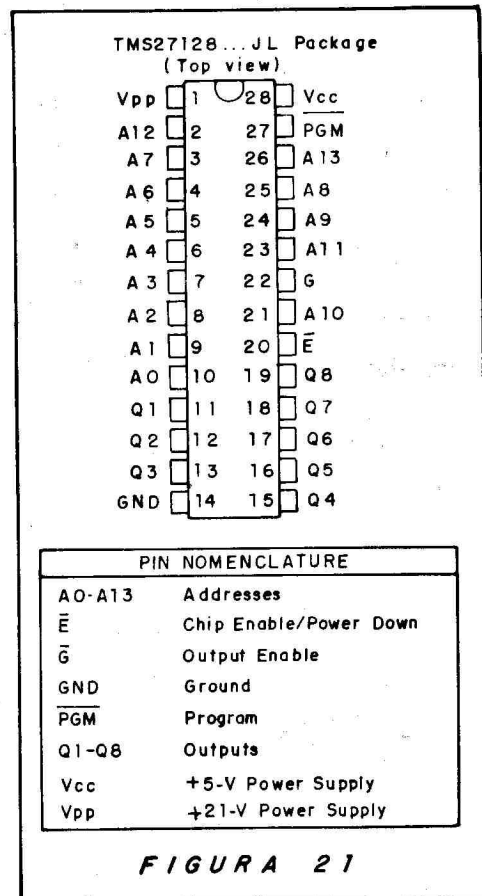 TMS27128...JL Package
(Top view)
Vpp 1 28 Vcc
A12 2 27 P̅G̅M̅
A7 3 26 A13
A6 4 25 A8
A5 5 24 A9
A4 6 23 A11
A3 7 22 G
A2 8 21 A10
A1 9 20 E̅
A0 10 19 Q8
Q1 11 18 Q7
Q2 12 17 Q6
Q3 13 16 Q5
GND 14 15 Q4
PIN NOMENCLATURE
A0-A13 Addresses
E̅ Chip Enable/Power Down
G̅ Output Enable
GND Ground
P̅G̅M̅ Program
Q1-Q8 Outputs
Vcc +5-V Power Supply
Vpp +21-V Power Supply
FIGURA 21